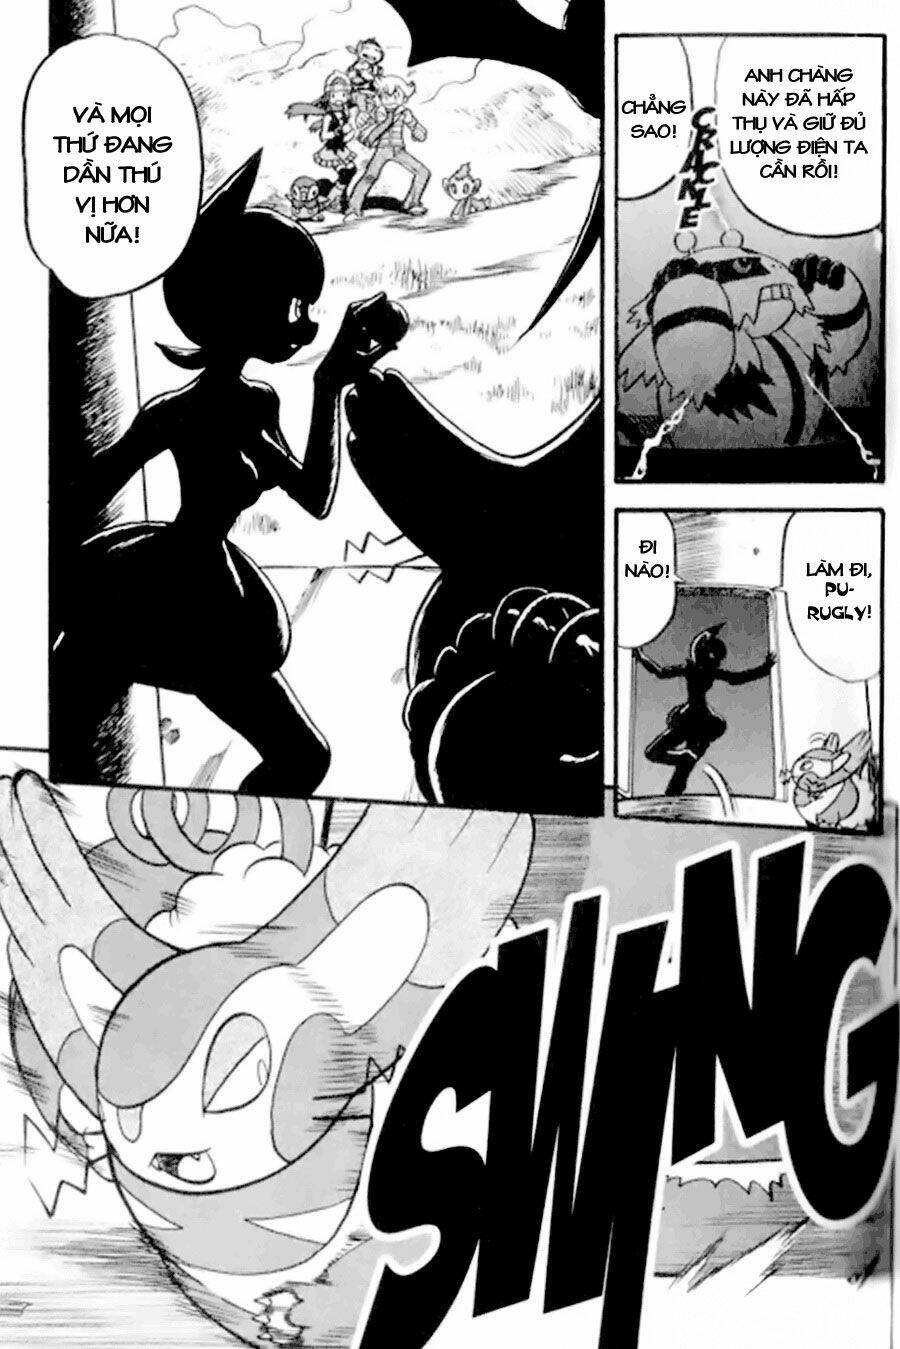 ANH CHÀNG
NÀY ĐÃ HẤP
THỤ VÀ GIỮ ĐỦ
LƯỢNG ĐIỆN TA
CẦN RỒI!
CHẲNG
SAO!
CRACKLE
VÀ MỌI
THỨ ĐANG
DẦN THÚ
VỊ HƠN
NỮA!
LÀM ĐI,
PU-
RUGLY!
ĐI
NÀO!
SWING